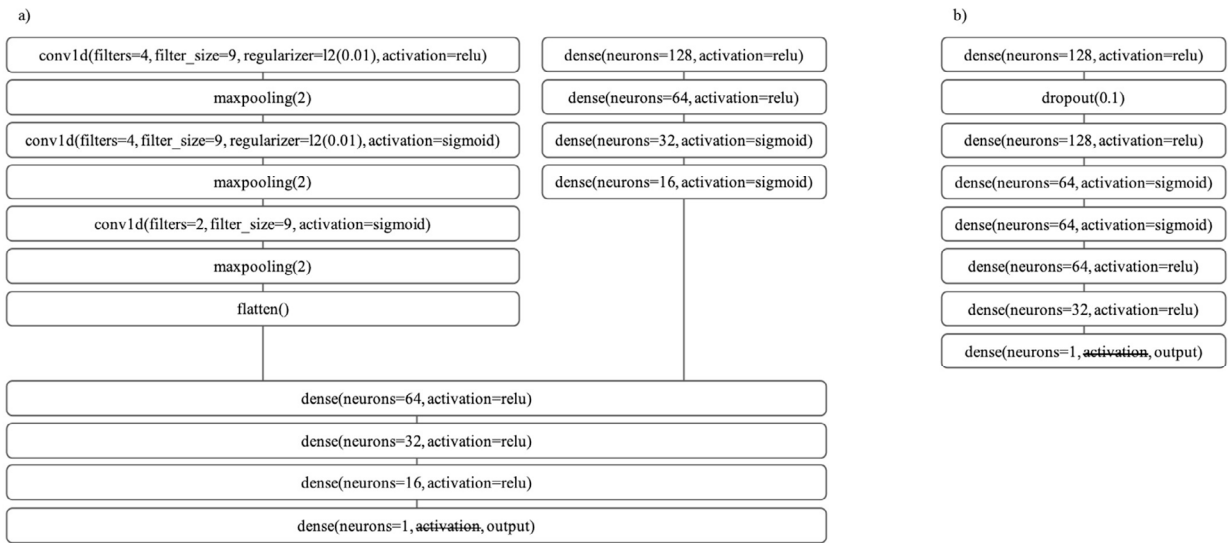 a)
conv1d(filters=4, filter_size=9, regularizer=l2(0.01), activation=relu)
maxpooling(2)
conv1d(filters=4, filter_size=9, regularizer=l2(0.01), activation=sigmoid)
maxpooling(2)
conv1d(filters=2, filter_size=9, activation=sigmoid)
maxpooling(2)
flatten()
dense(neurons=128, activation=relu)
dense(neurons=64, activation=relu)
dense(neurons=32, activation=sigmoid)
dense(neurons=16, activation=sigmoid)
dense(neurons=64, activation=relu)
dense(neurons=32, activation=relu)
dense(neurons=16, activation=relu)
dense(neurons=1, activation, output)
b)
dense(neurons=128, activation=relu)
dropout(0.1)
dense(neurons=128, activation=relu)
dense(neurons=64, activation=sigmoid)
dense(neurons=64, activation=sigmoid)
dense(neurons=64, activation=relu)
dense(neurons=32, activation=relu)
dense(neurons=1, activation, output)